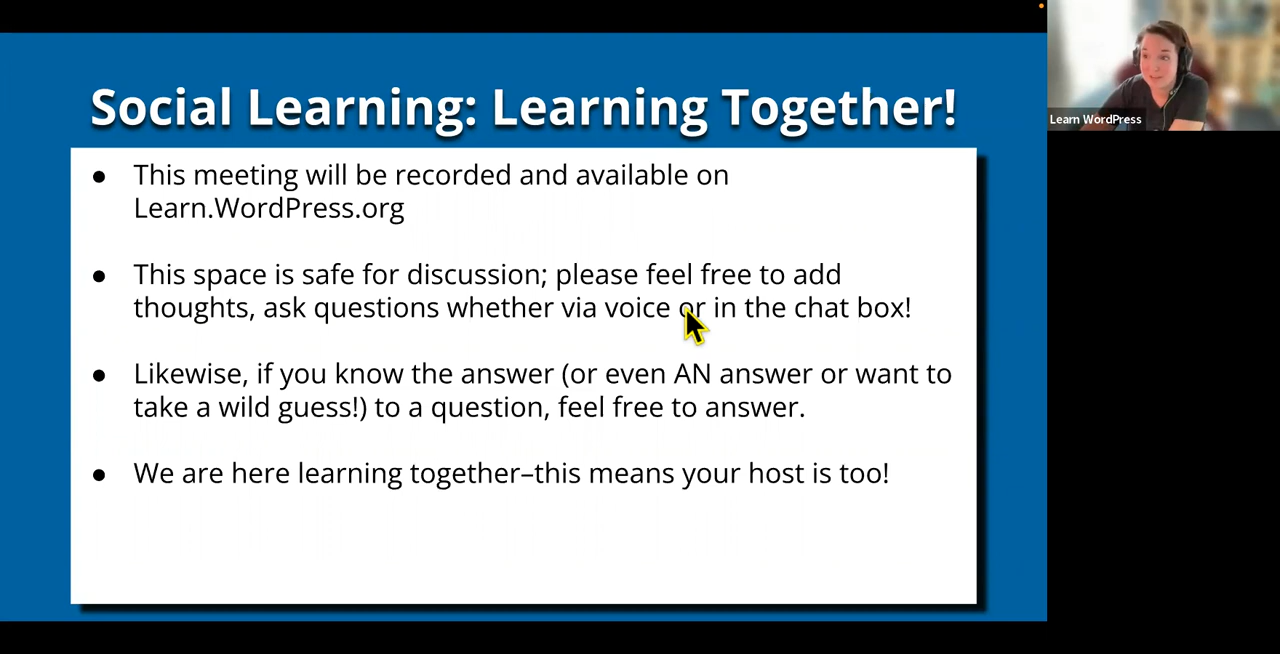 Social Learning: Learning Together!
● This meeting will be recorded and available on
Learn.WordPress.org
● This space is safe for discussion; please feel free to add
thoughts, ask questions whether via voice or in the chat box!
● Likewise, if you know the answer (or even AN answer or want to
take a wild guess!) to a question, feel free to answer.
● We are here learning together–this means your host is too!
Learn WordPress